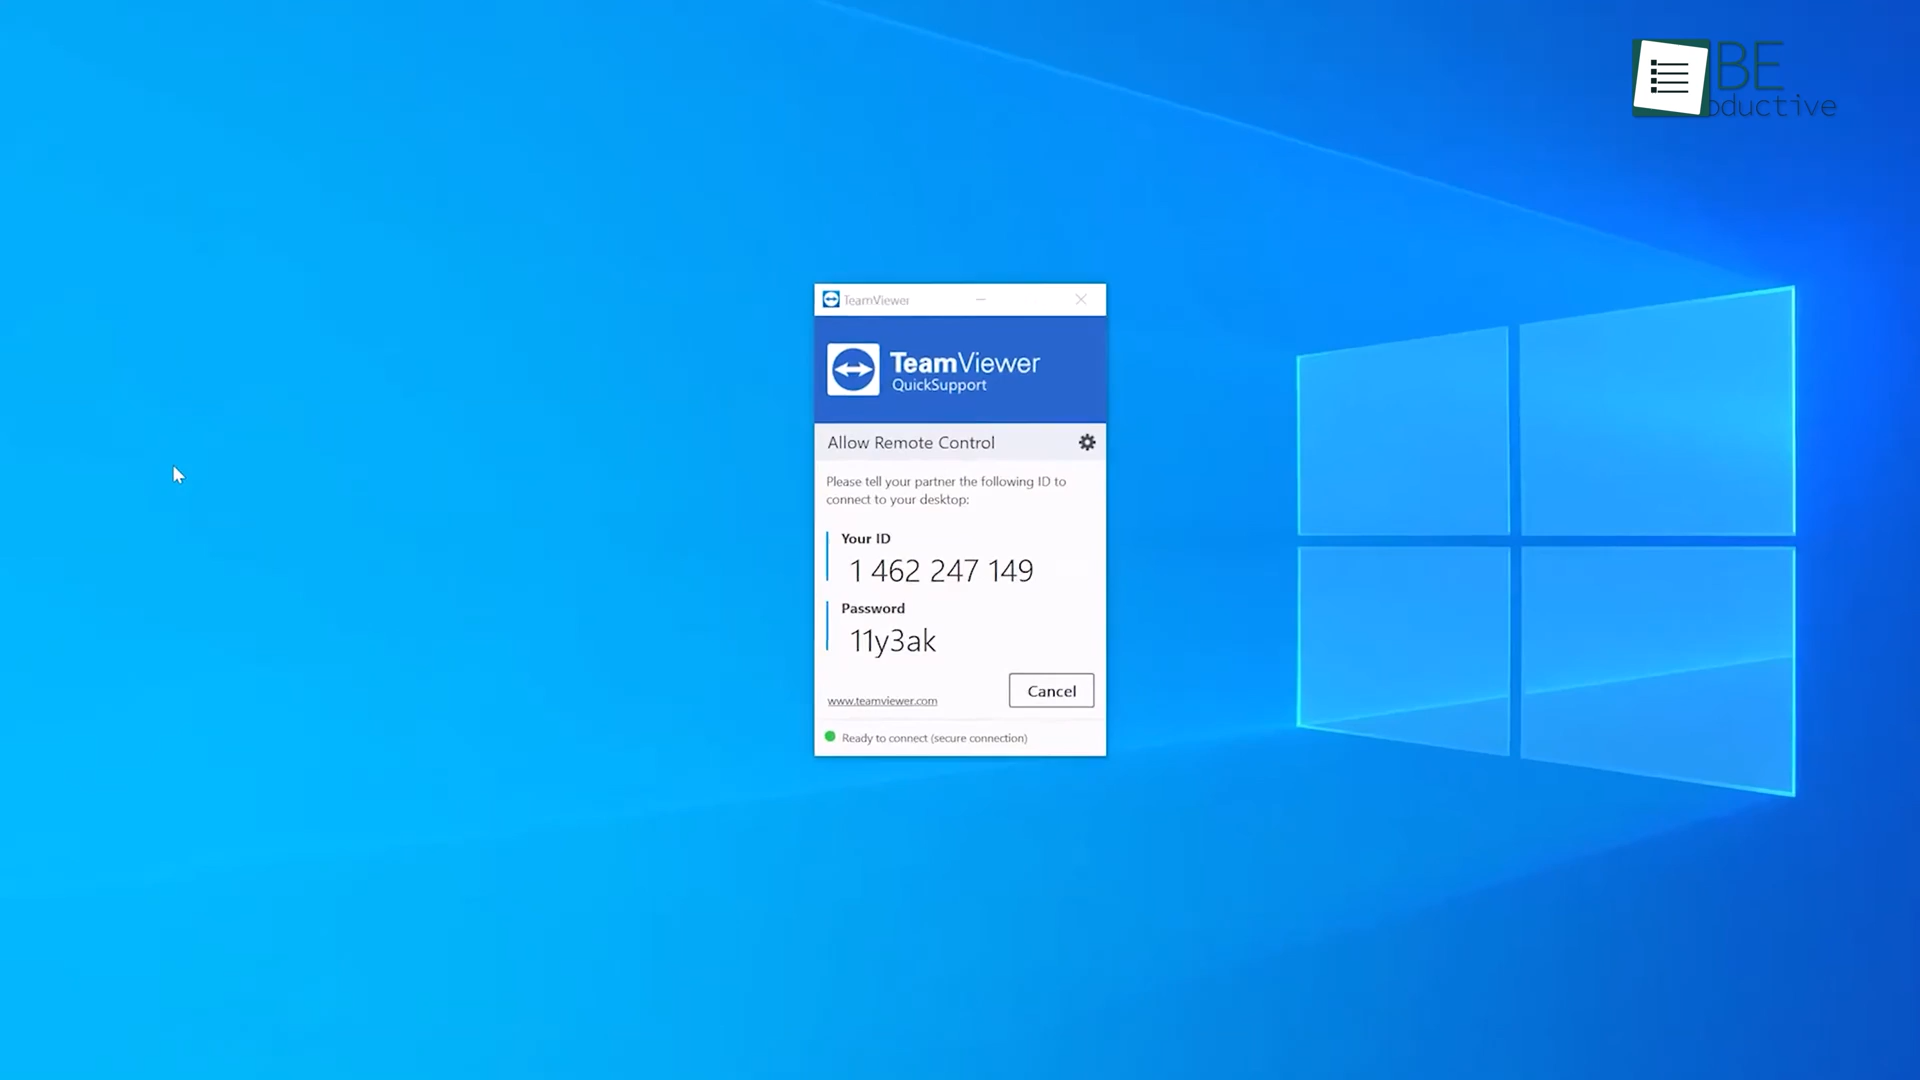 BE
oductive
TeamViewer
TeamViewer
QuickSupport
Allow Remote Control
Please tell your partner the following ID to
connect to your desktop:
Your ID
1 462 247 149
Password
11y3ak
www.teamviewer.com
Cancel
Ready to connect (secure connection)